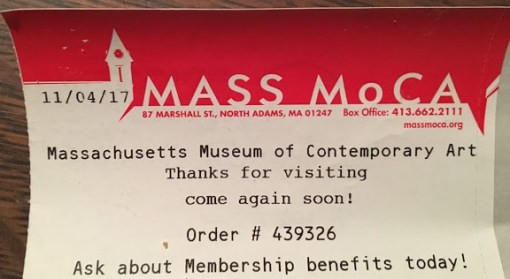 11/04/17 MASS MoCA
87 MARSHALL ST., NORTH ADAMS, MA 01247 Box Office: 413.662.2111
massmoca.org
Massachusetts Museum of Contemporary Art
Thanks for visiting
come again soon!
Order # 439326
Ask about Membership benefits today!